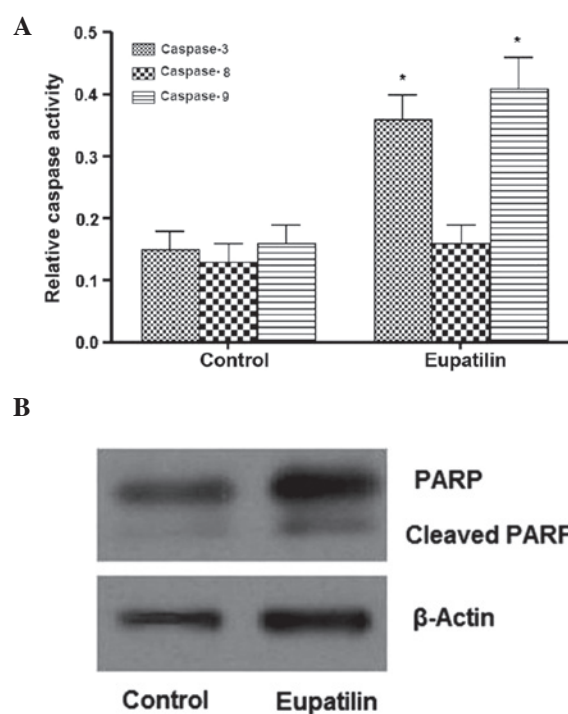 A
Relative caspase activity
0.5
0.4
0.3
0.2
0.1
0.0
Caspase-3
Caspase-8
Caspase-9
*
*
Control
Eupatilin
B
PARP
Cleaved PARP
β-Actin
Control
Eupatilin